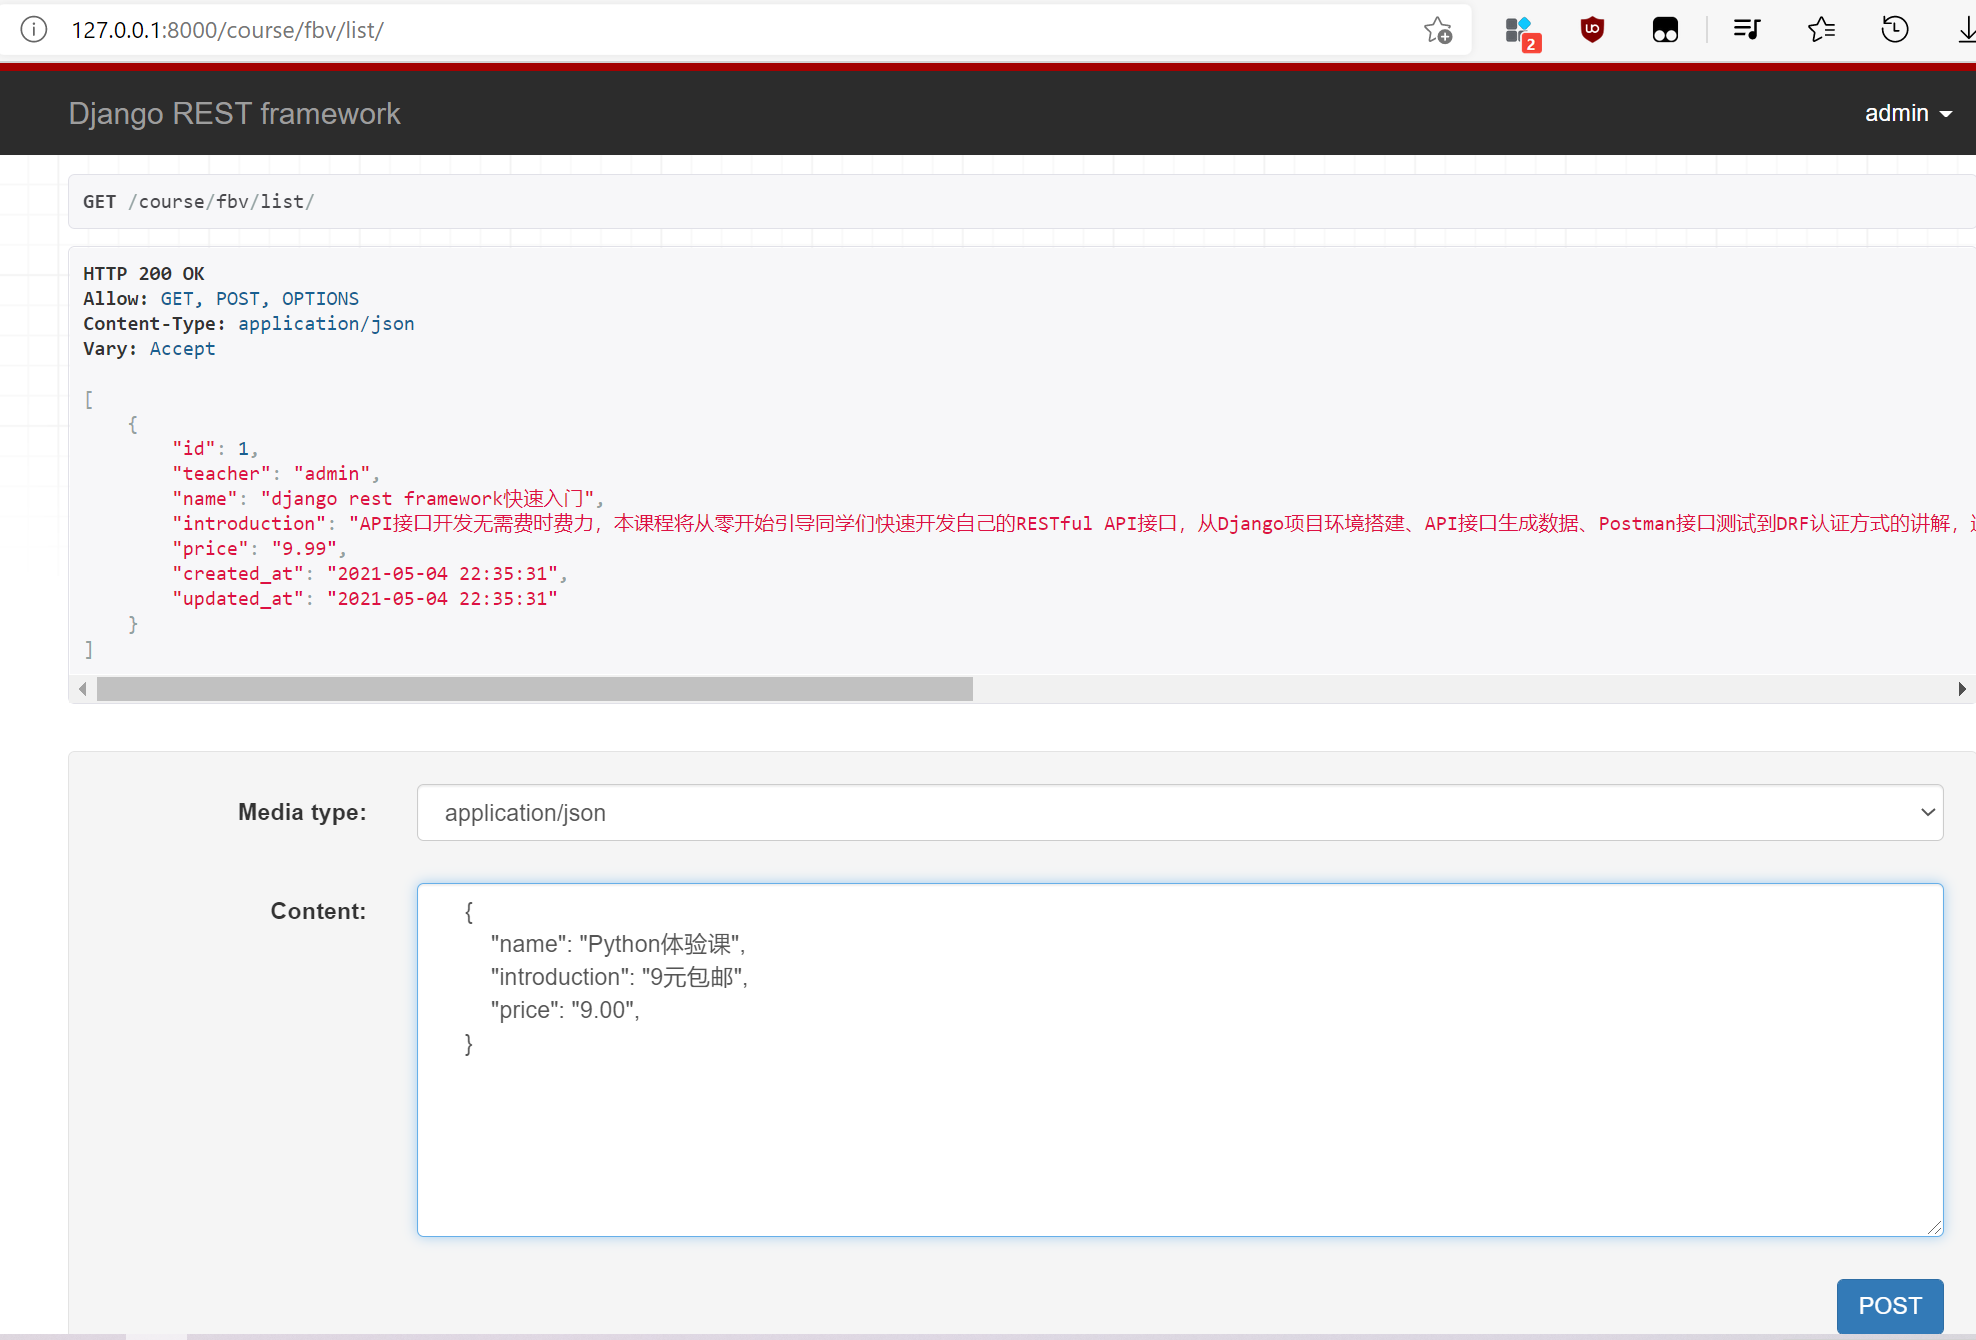 127.0.0.1:8000/course/fbv/list/
2
Django REST framework
admin
GET /course/fbv/list/
HTTP 200 OK
Allow: GET, POST, OPTIONS
Content-Type: application/json
Vary: Accept
[
{
"id": 1,
"teacher": "admin",
"name": "django rest framework快速入门",
"introduction": "API接口开发无需费时费力，本课程将从零开始引导同学们快速开发自己的RESTful API接口，从Django项目环境搭建、API接口生成数据、Postman接口测试到DRF认证方式的讲解，
"price": "9.99",
"created_at": "2021-05-04 22:35:31",
"updated_at": "2021-05-04 22:35:31"
}
]
Media type:
application/json
Content:
{
"name": "Python体验课",
"introduction": "9元包邮",
"price": "9.00",
}
POST